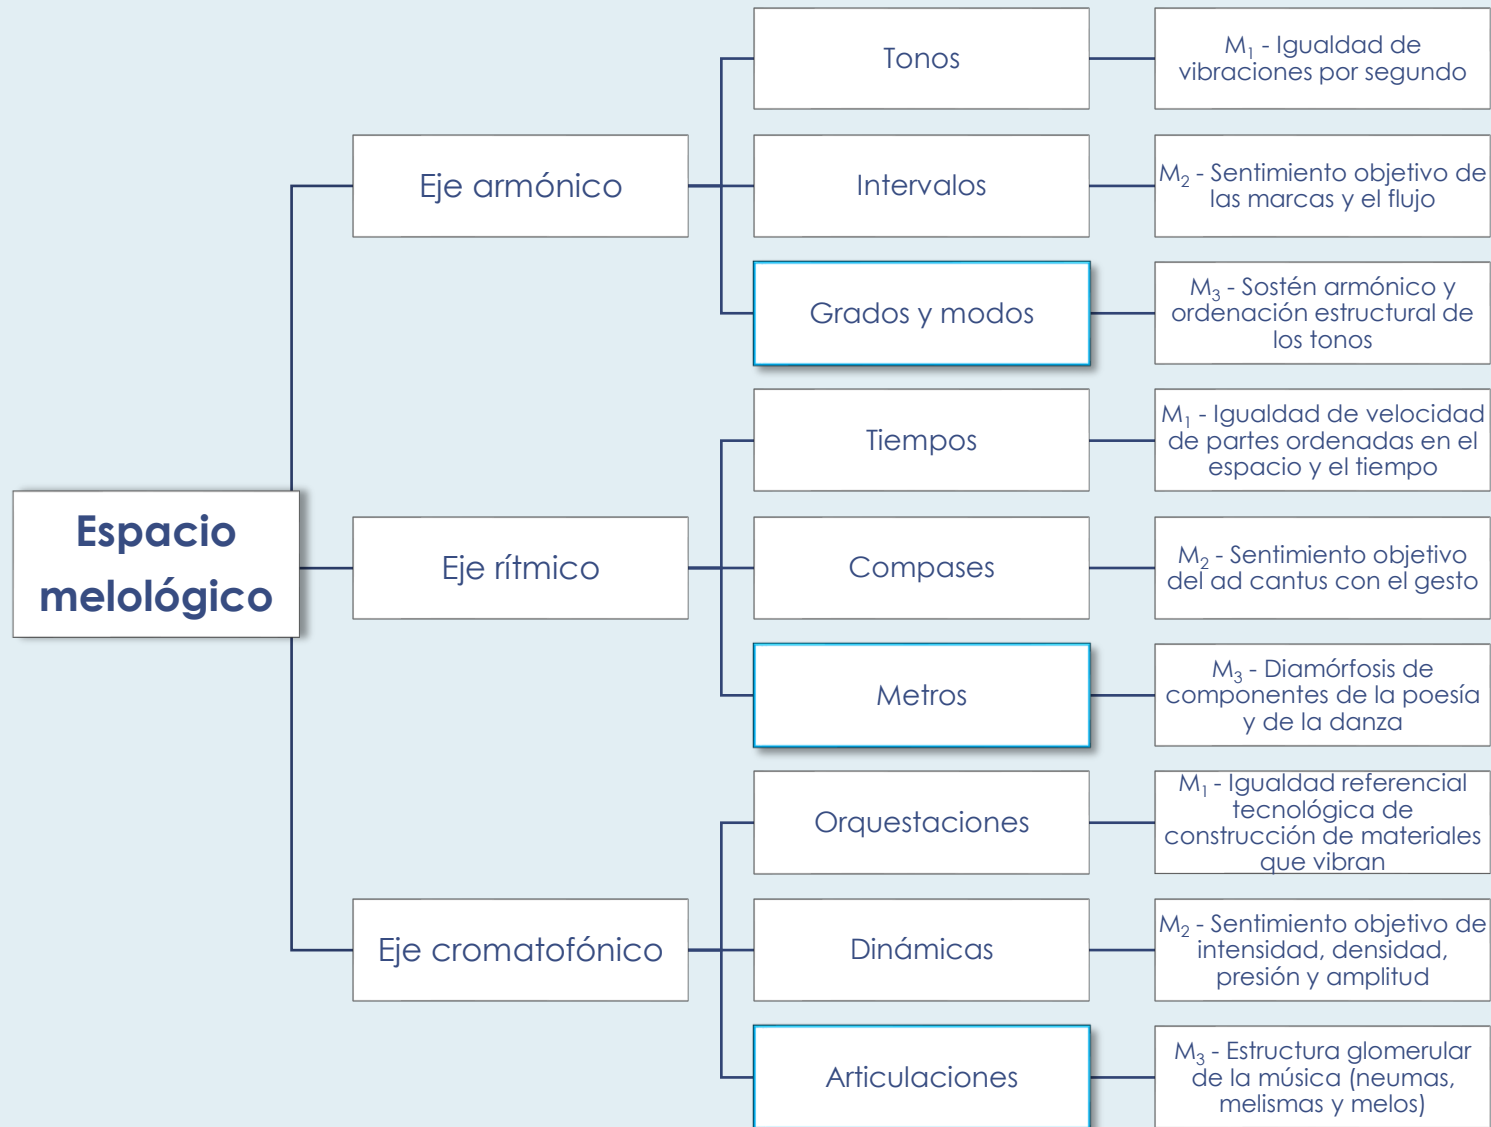 Espacio
melológico
Eje armónico
Tonos
M₁ - Igualdad de
vibraciones por segundo
Intervalos
M₂ - Sentimiento objetivo de
las marcas y el flujo
Grados y modos
M₃ - Sostén armónico y
ordenación estructural de
los tonos
Eje rítmico
Tiempos
M₁ - Igualdad de velocidad
de partes ordenadas en el
espacio y el tiempo
Compases
M₂ - Sentimiento objetivo
del ad cantus con el gesto
Metros
M₃ - Diamórfosis de
componentes de la poesía
y de la danza
Eje cromatofónico
Orquestaciones
M₁ - Igualdad referencial
tecnológica de
construcción de materiales
que vibran
Dinámicas
M₂ - Sentimiento objetivo de
intensidad, densidad,
presión y amplitud
Articulaciones
M₃ - Estructura glomerular
de la música (neumas,
melismas y melos)